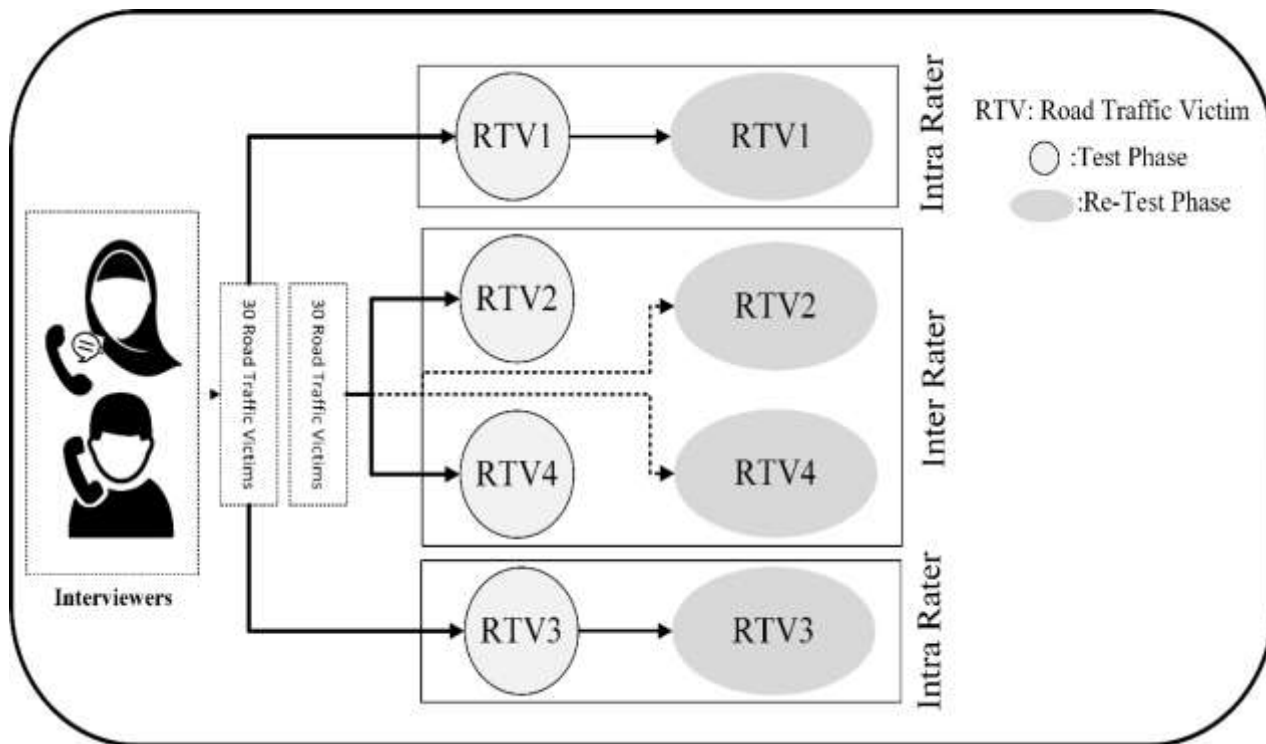 RTV1
RTV1
Intra Rater
RTV: Road Traffic Victim
:Test Phase
:Re-Test Phase
30 Road Traffic Victims
30 Road Traffic Victims
RTV2
RTV2
RTV4
RTV4
Inter Rater
Interviewers
RTV3
RTV3
Intra Rater